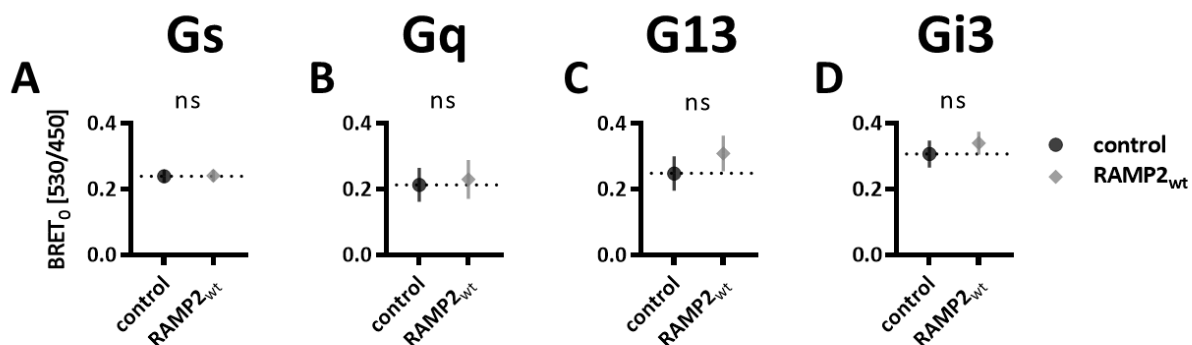 Gs
Gq
G13
Gi3
A
B
C
D
ns
ns
ns
ns
BRET₀ [530/450]
0.4
0.2
0.0
control
RAMP2wt
0.4
0.2
0.0
control
RAMP2wt
0.4
0.2
0.0
control
RAMP2wt
0.4
0.2
0.0
control
RAMP2wt
control
RAMP2wt